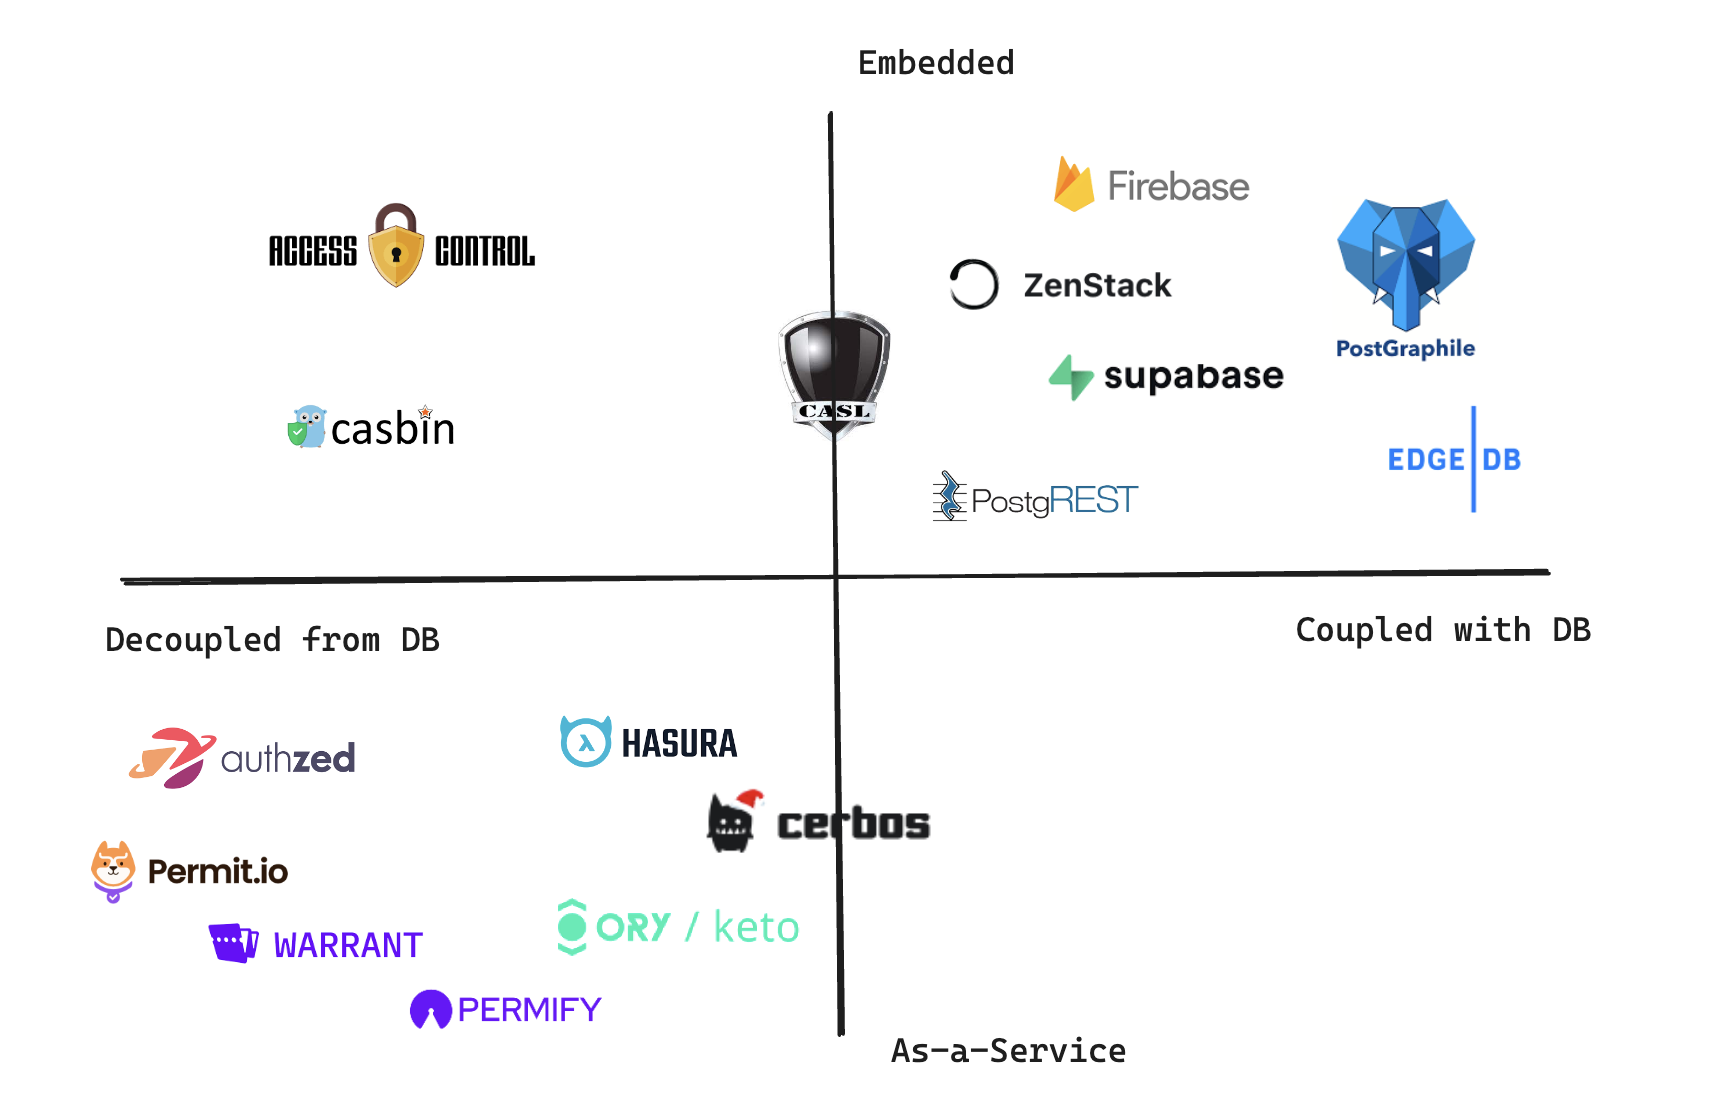 Embedded
Firebase
ACCESS CONTROL
ZenStack
PostGraphile
supabase
CASL
casbin
EDGE DB
PostgREST
Decoupled from DB
Coupled with DB
authzed
HASURA
cerbos
Permit.io
ORY / keto
WARRANT
PERMIFY
As-a-Service